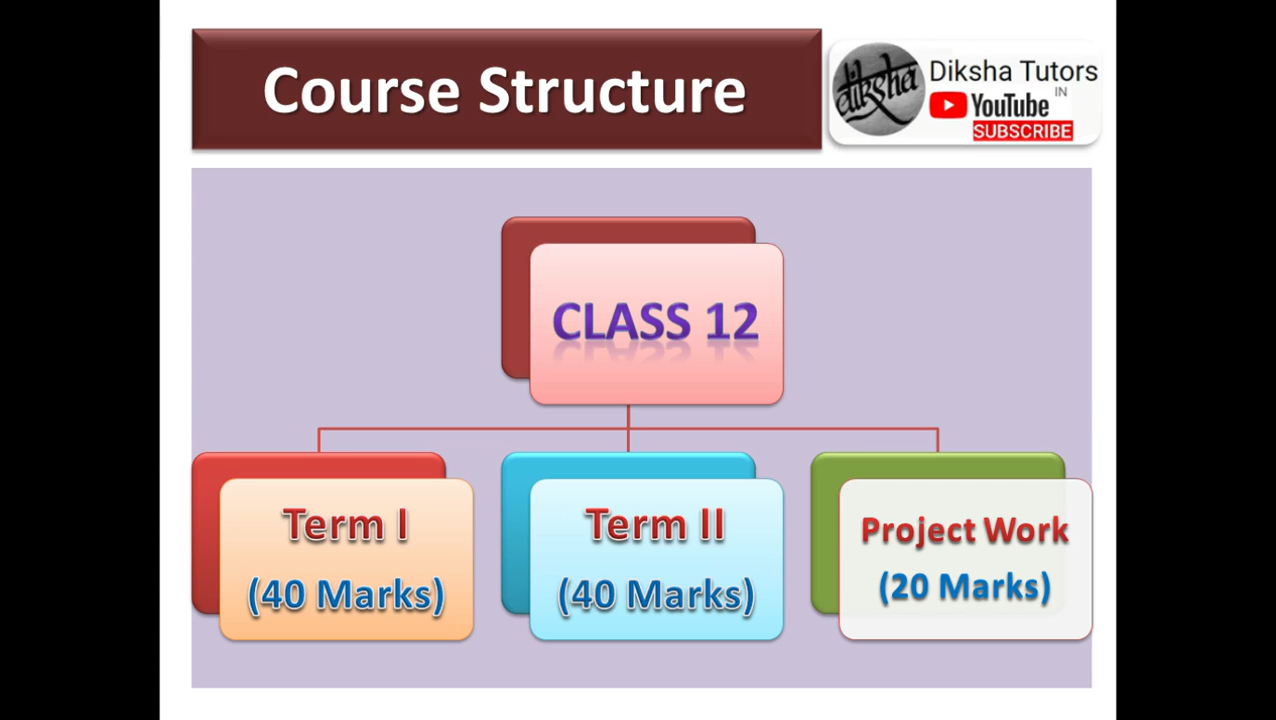 Course Structure
diksha
Diksha Tutors
IN
YouTube
SUBSCRIBE
CLASS 12
Term I
(40 Marks)
Term II
(40 Marks)
Project Work
(20 Marks)